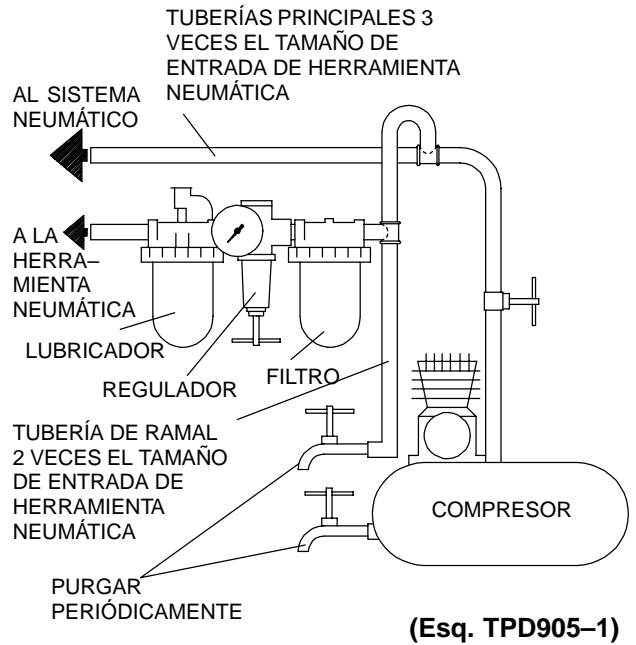 TUBERÍAS PRINCIPALES 3
VECES EL TAMAÑO DE
ENTRADA DE HERRAMIENTA
NEUMÁTICA
AL SISTEMA
NEUMÁTICO
A LA
HERRA–
MIENTA
NEUMÁTICA
LUBRICADOR
REGULADOR
FILTRO
TUBERÍA DE RAMAL
2 VECES EL TAMAÑO
DE ENTRADA DE
HERRAMIENTA
NEUMÁTICA
COMPRESOR
PURGAR
PERIÓDICAMENTE
(Esq. TPD905–1)